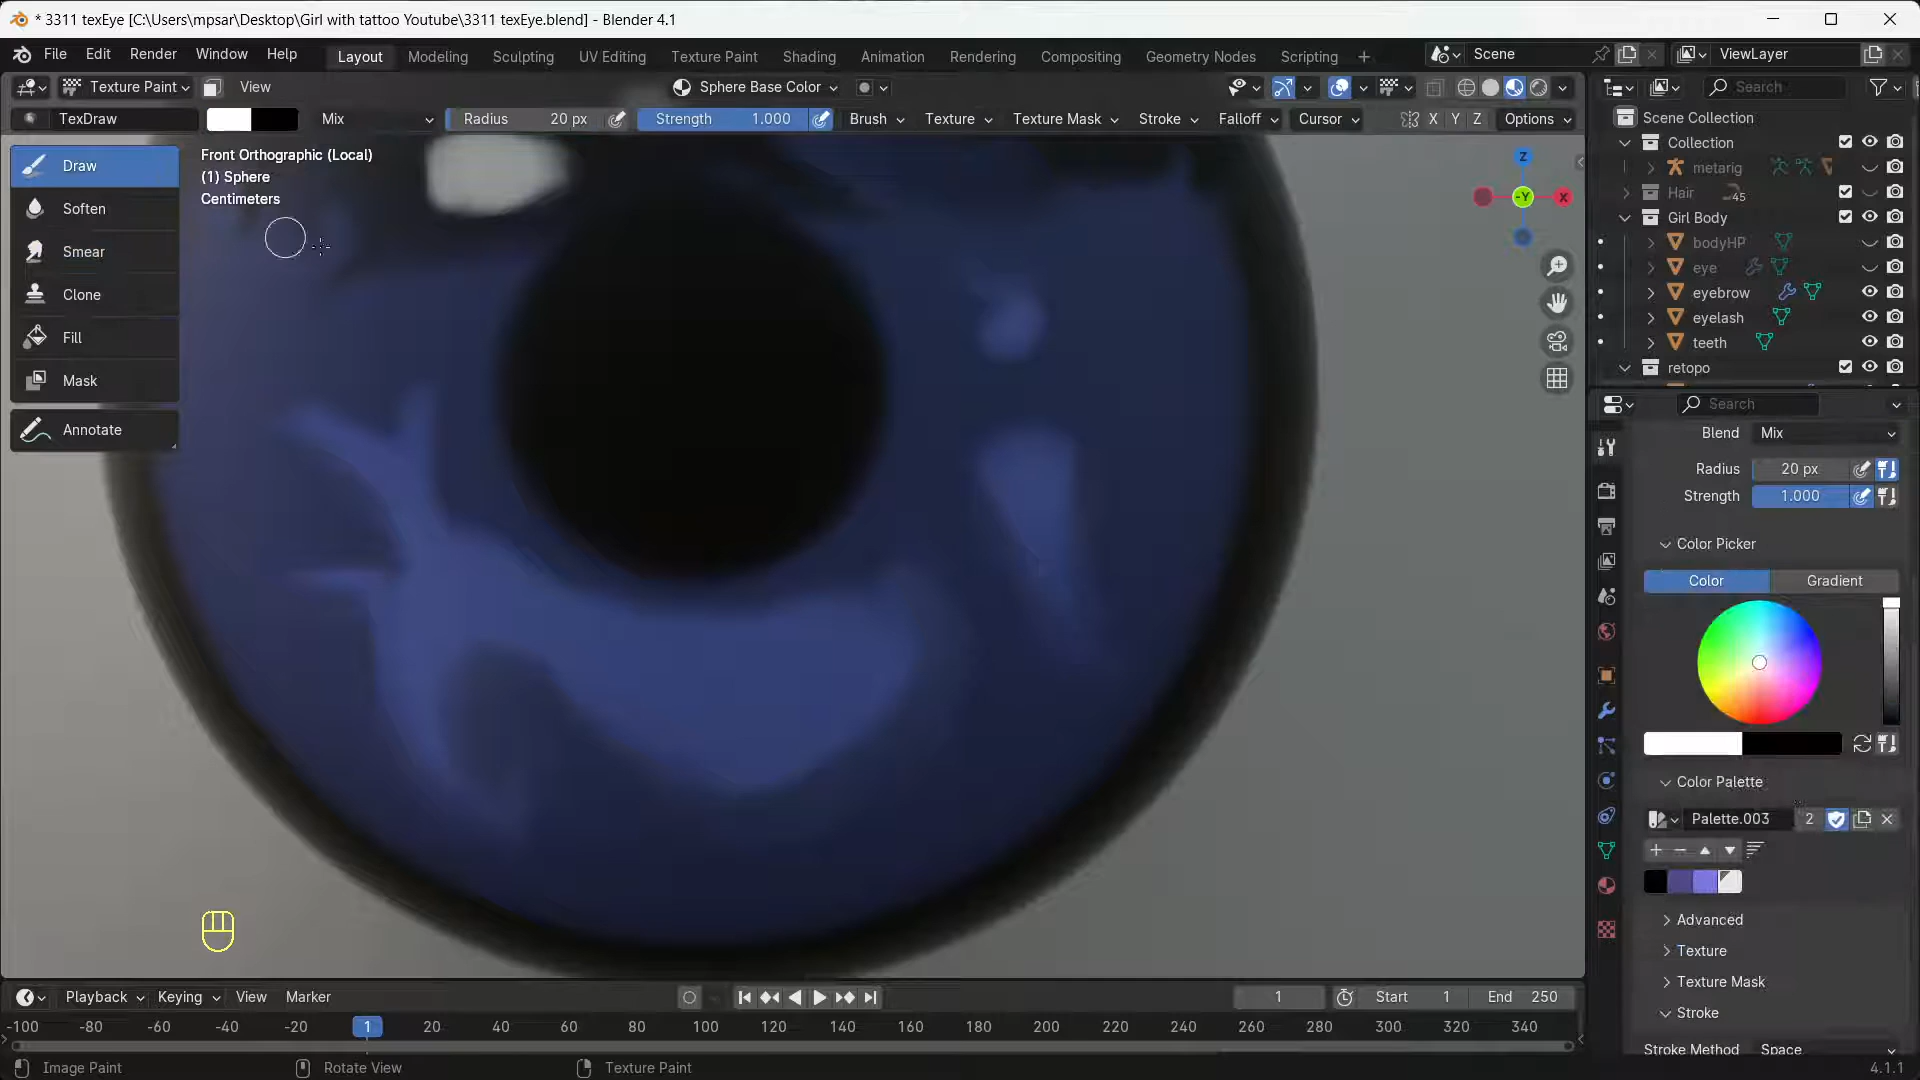 * 3311 texEye [C:\Users\mpsar\Desktop\Girl with tattoo Youtube\3311 texEye.blend] - Blender 4.1
File Edit Render Window Help Layout Modeling Sculpting UV Editing Texture Paint Shading Animation Rendering Compositing Geometry Nodes Scripting + Scene ViewLayer
Texture Paint View Sphere Base Color Search
TexDraw Mix Radius 20 px Strength 1.000 Brush Texture Texture Mask Stroke Falloff Cursor X Y Z Options
Draw
Soften
Smear
Clone
Fill
Mask
Annotate
Front Orthographic (Local)
(1) Sphere
Centimeters
Z
-Y X
Scene Collection
Collection
metarig
Hair 45
Girl Body
bodyHP
eye
eyebrow
eyelash
teeth
retopo
Search
Blend Mix
Radius 20 px
Strength 1.000
Color Picker
Color Gradient
Color Palette
Palette.003 2
Advanced
Texture
Texture Mask
Stroke
Stroke Method Space
Playback Keying View Marker 1 Start 1 End 250
-100 -80 -60 -40 -20 1 20 40 60 80 100 120 140 160 180 200 220 240 260 280 300 320 340
Image Paint Rotate View Texture Paint 4.1.1